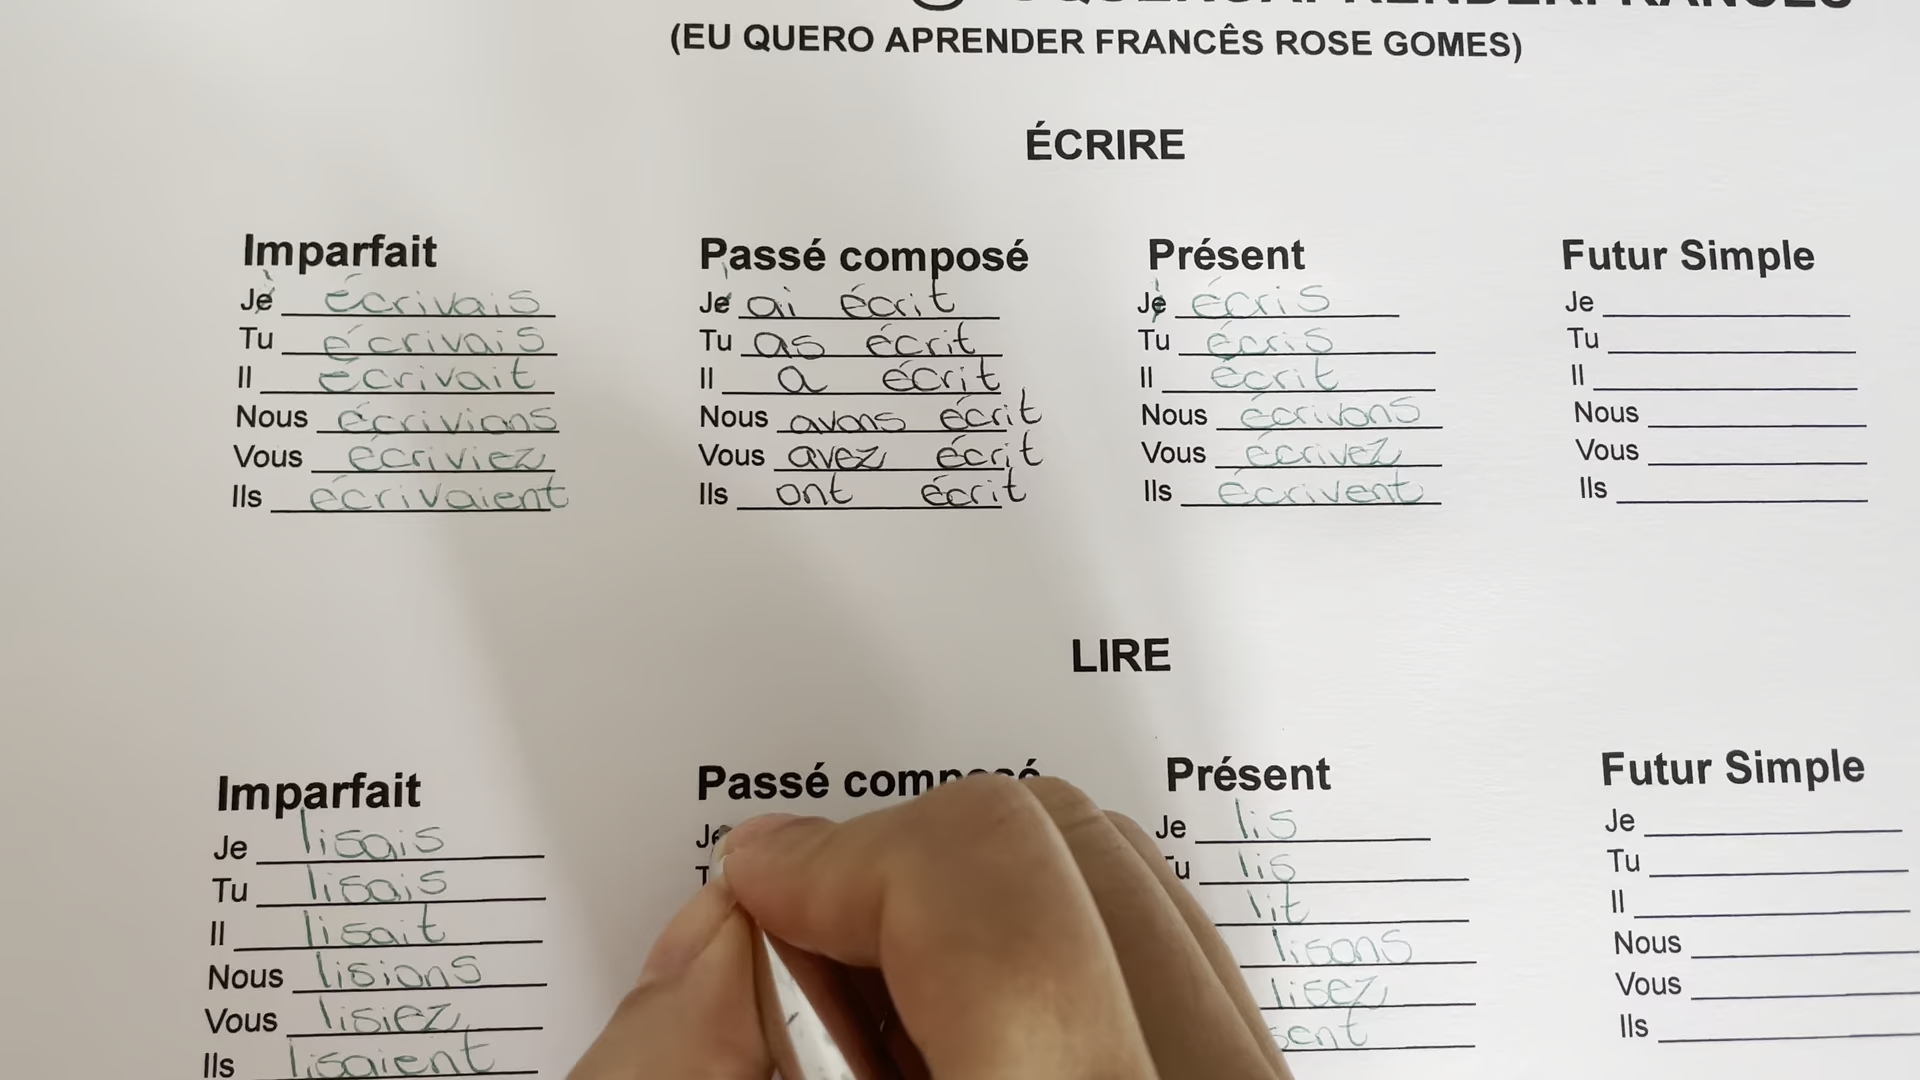 (EU QUERO APRENDER FRANCÊS ROSE GOMES)
ÉCRIRE
Imparfait
J' écrivais
Tu écrivais
Il écrivait
Nous écrivions
Vous écriviez
Ils écrivaient
Passé composé
J' ai écrit
Tu as écrit
Il a écrit
Nous avons écrit
Vous avez écrit
Ils ont écrit
Présent
J' écris
Tu écris
Il écrit
Nous écrivons
Vous écrivez
Ils écrivent
Futur Simple
Je
Tu
Il
Nous
Vous
Ils
LIRE
Imparfait
Je lisais
Tu lisais
Il lisait
Nous lisions
Vous lisiez
Ils lisaient
Passé
Présent
Je lis
Tu lis
lit
lisons
lisez
Futur Simple
Je
Tu
Il
Nous
Vous
Ils